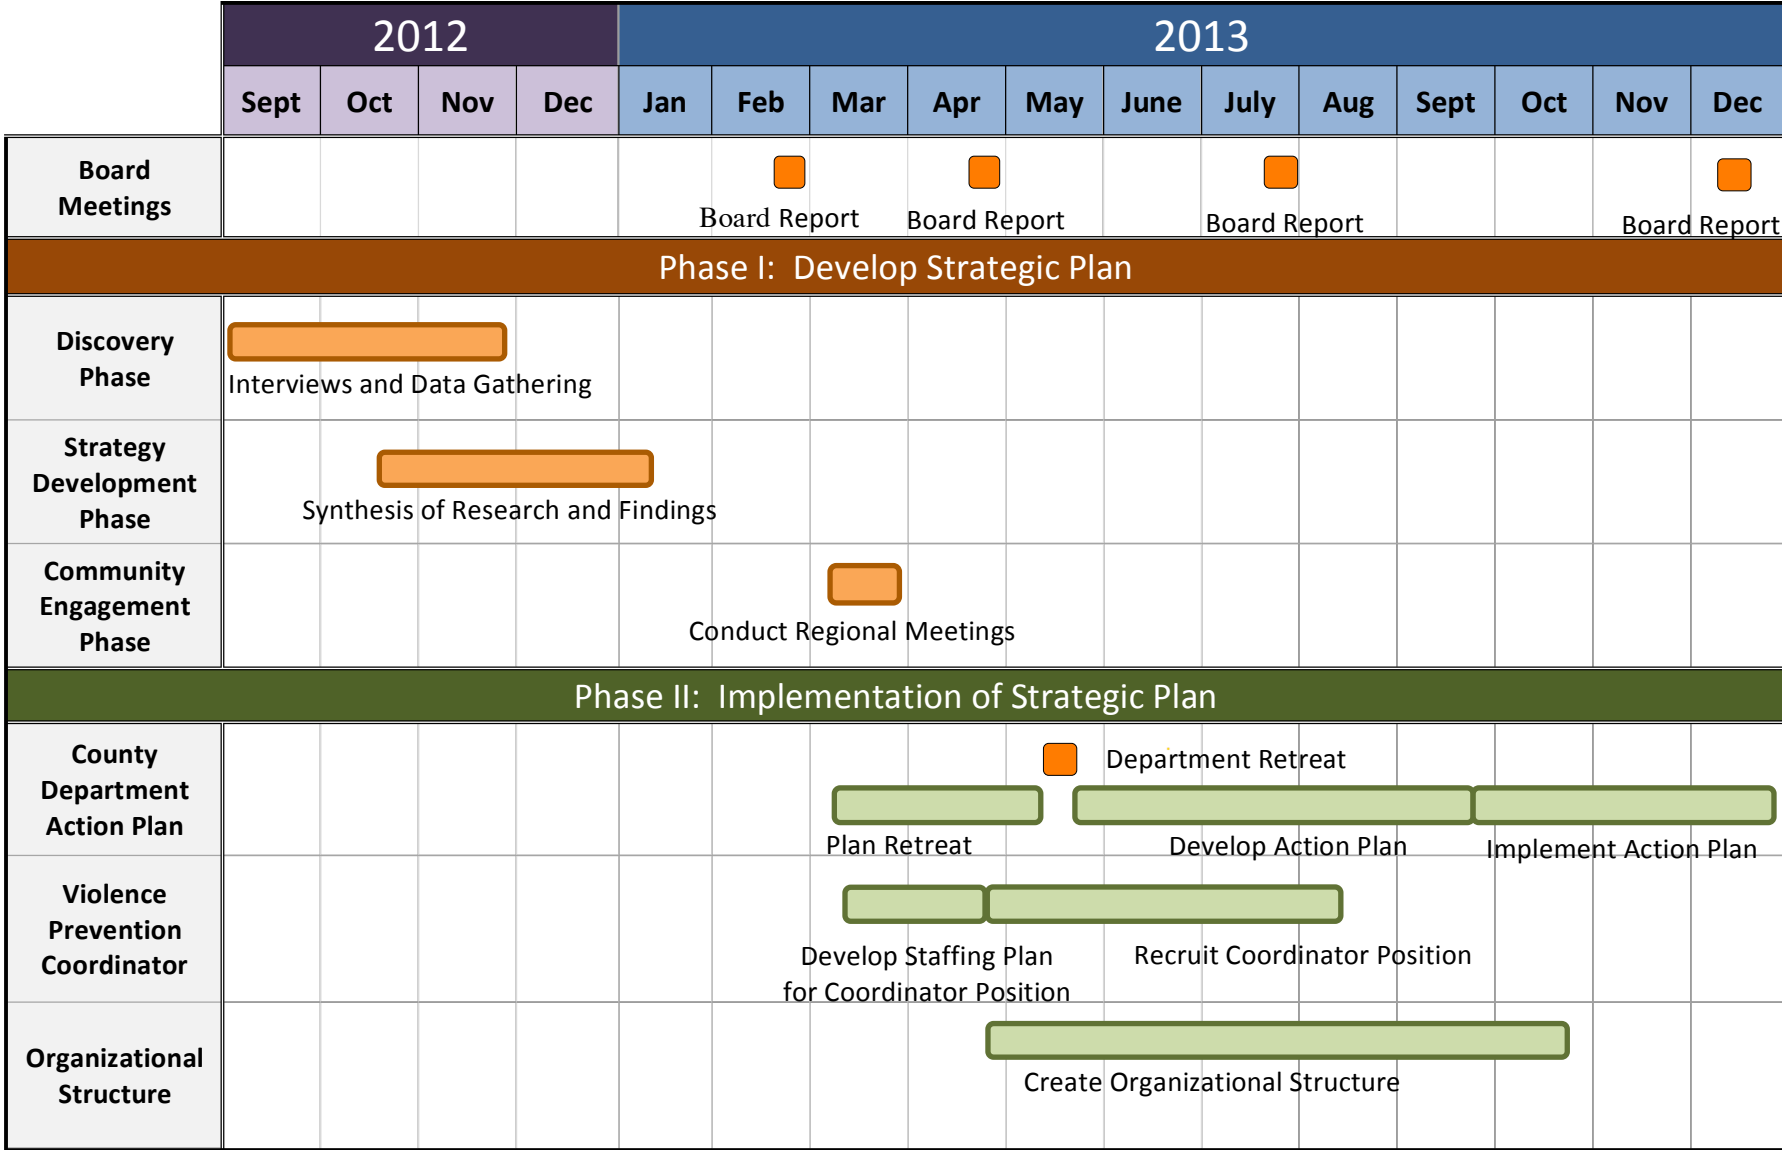 2012 2013
Sept Oct Nov Dec Jan Feb Mar Apr May June July Aug Sept Oct Nov Dec
Board
Meetings
Board Report Board Report Board Report Board Report
Phase I: Develop Strategic Plan
Discovery
Phase
Interviews and Data Gathering
Strategy
Development
Phase
Synthesis of Research and Findings
Community
Engagement
Phase
Conduct Regional Meetings
Phase II: Implementation of Strategic Plan
County
Department
Action Plan
Department Retreat
Plan Retreat Develop Action Plan Implement Action Plan
Violence
Prevention
Coordinator
Develop Staffing Plan
for Coordinator Position
Recruit Coordinator Position
Organizational
Structure
Create Organizational Structure